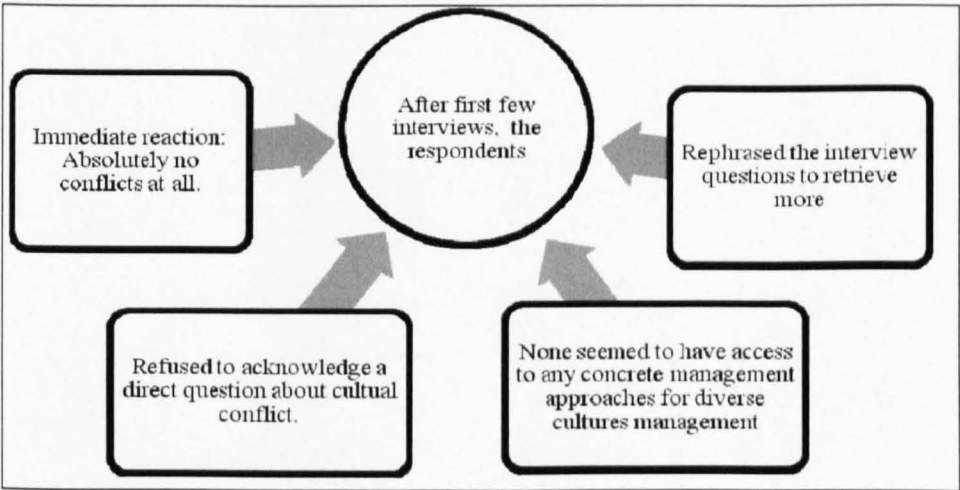 After first few
interviews, the
respondents
Immediate reaction:
Absolutely no
conflicts at all.
Rephrased the interview
questions to retrieve
more
Refused to acknowledge a
direct question about cultual
conflict.
None seemed to have access
to any concrete management
approaches for diverse
cultures management